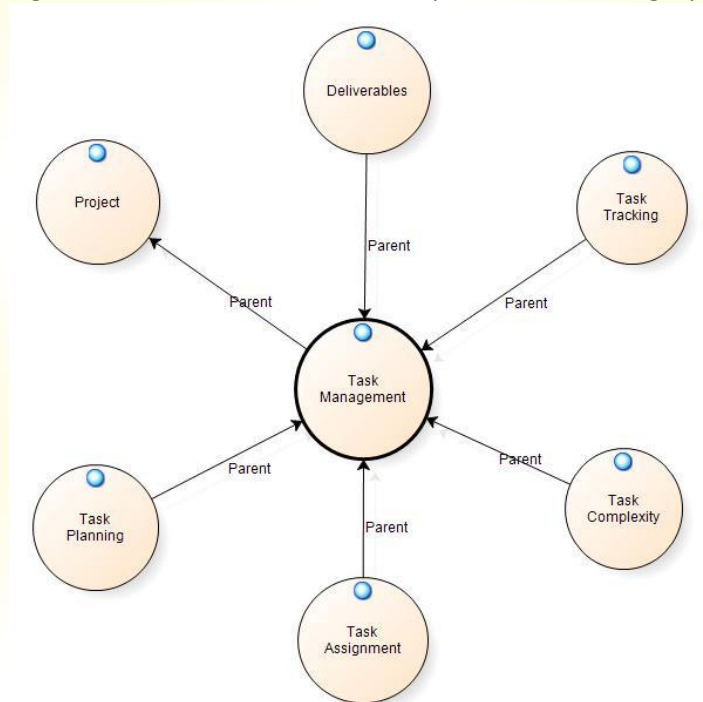 Deliverables
Project
Task
Tracking
Parent
Parent
Parent
Task
Management
Parent
Parent
Task
Planning
Task
Complexity
Parent
Task
Assignment